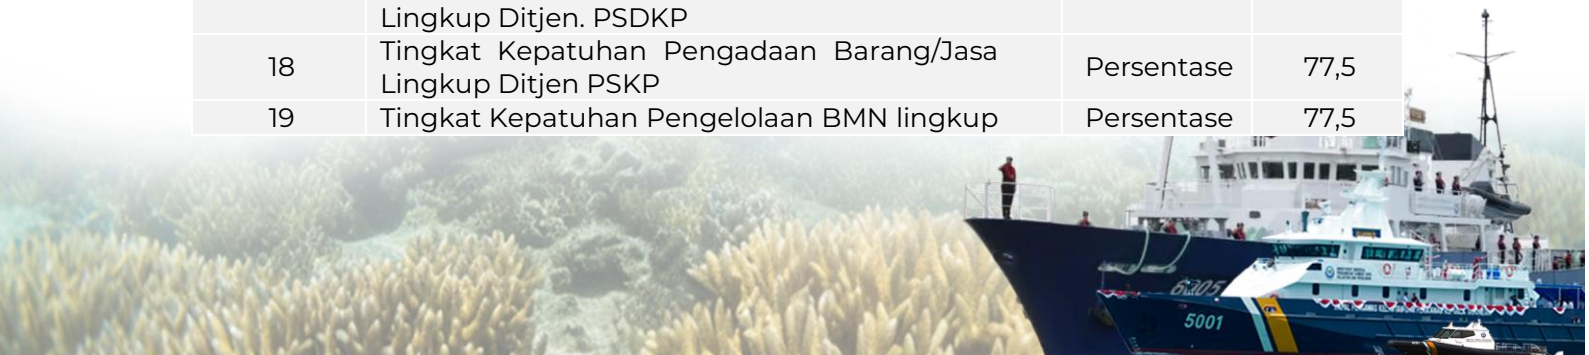 Lingkup Ditjen. PSDKP
18
Tingkat Kepatuhan Pengadaan Barang/Jasa
Lingkup Ditjen PSKP
Persentase
77,5
19
Tingkat Kepatuhan Pengelolaan BMN lingkup
Persentase
77,5
5001